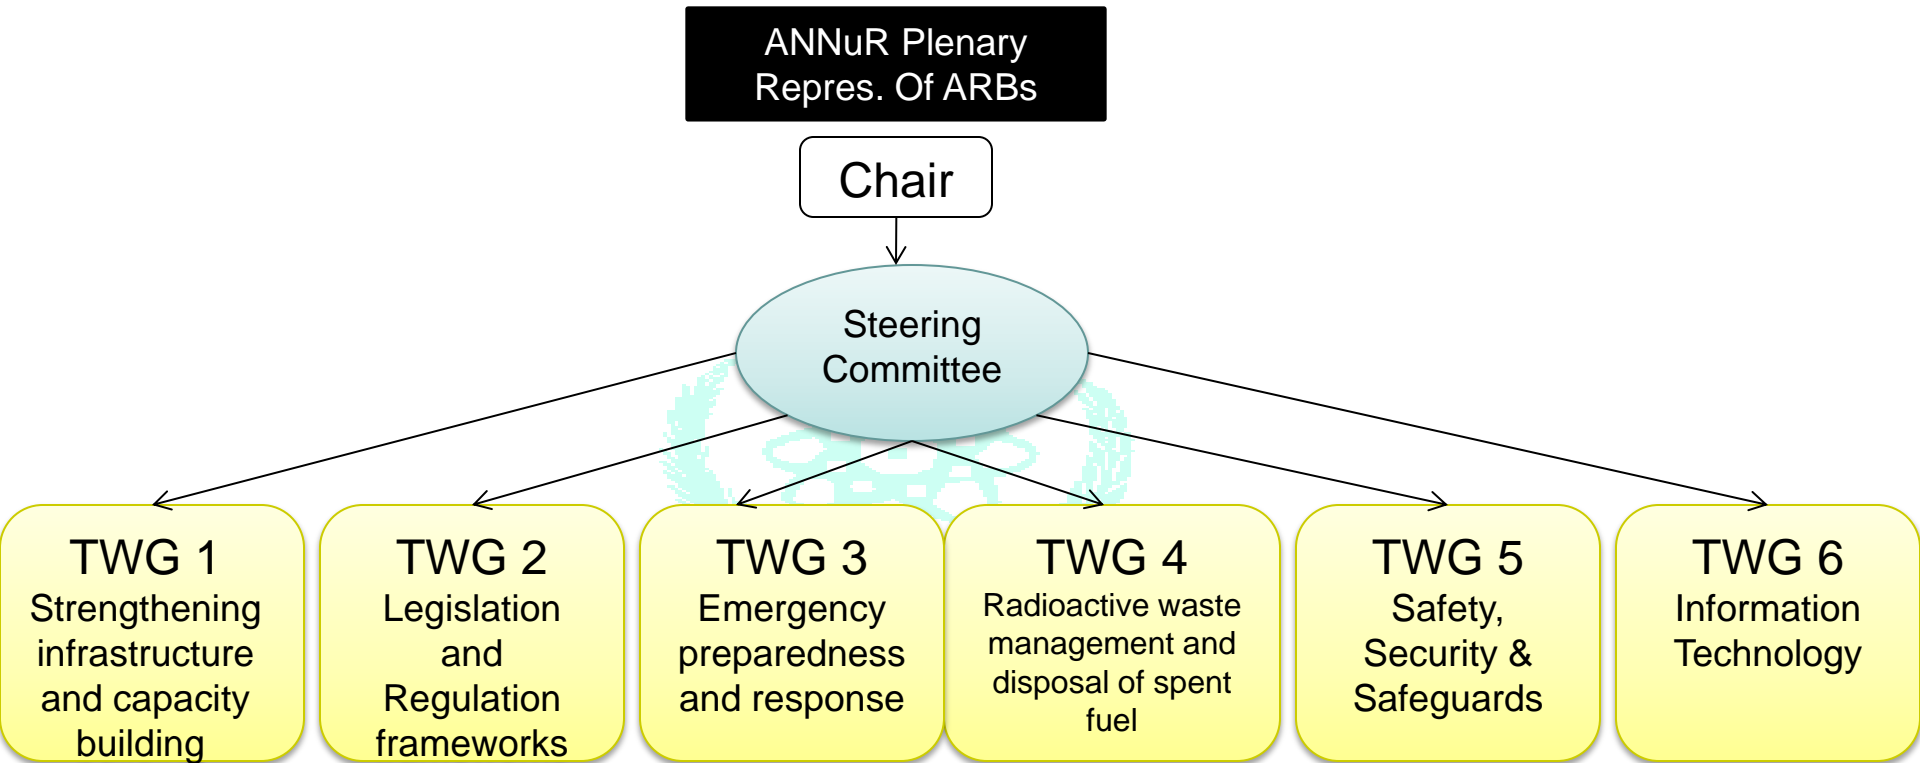 ANNuR Plenary
Repres. Of ARBs
Chair
Steering
Committee
TWG 1
Strengthening
infrastructure
and capacity
building
TWG 2
Legislation
and
Regulation
frameworks
TWG 3
Emergency
preparedness
and response
TWG 4
Radioactive waste
management and
disposal of spent
fuel
TWG 5
Safety,
Security &
Safeguards
TWG 6
Information
Technology